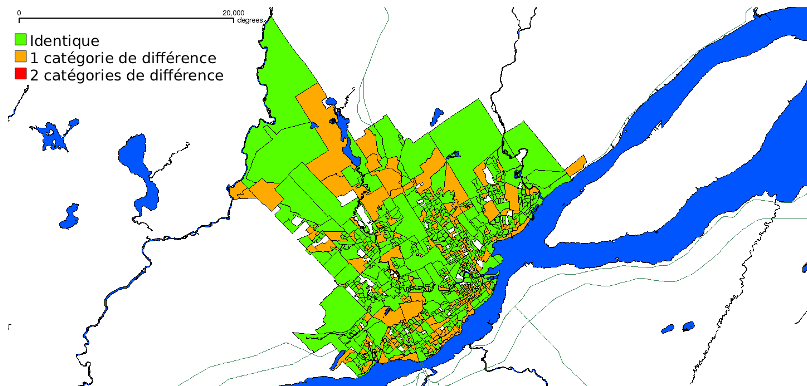 0 20,000
degrees
Identique
1 catégorie de différence
2 catégories de différence